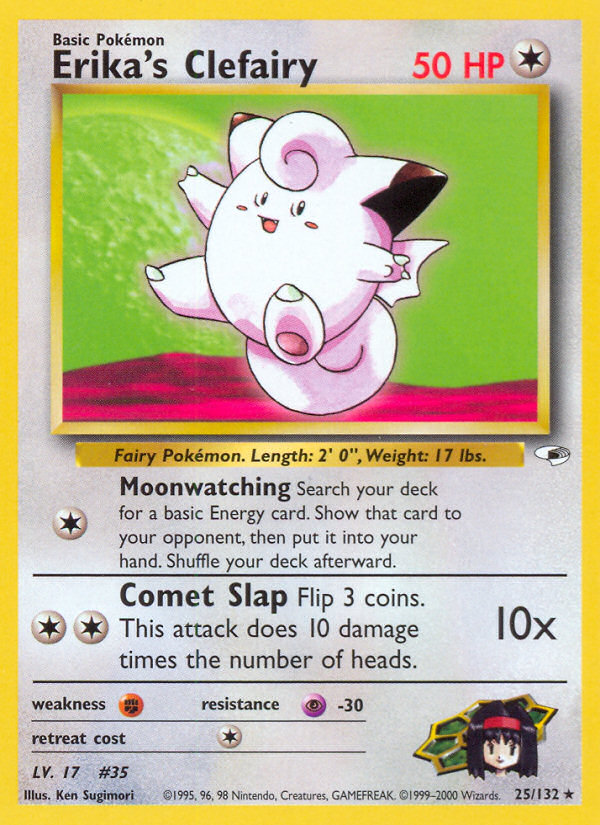 Basic Pokémon
Erika's Clefairy 50 HP
Fairy Pokémon. Length: 2' 0", Weight: 17 lbs.
Moonwatching Search your deck
for a basic Energy card. Show that card to
your opponent, then put it into your
hand. Shuffle your deck afterward.
Comet Slap Flip 3 coins.
This attack does 10 damage
times the number of heads.
10x
weakness resistance -30
retreat cost
LV. 17 #35
Illus. Ken Sugimori ©1995, 96, 98 Nintendo, Creatures, GAMEFREAK. ©1999-2000 Wizards. 25/132 ★